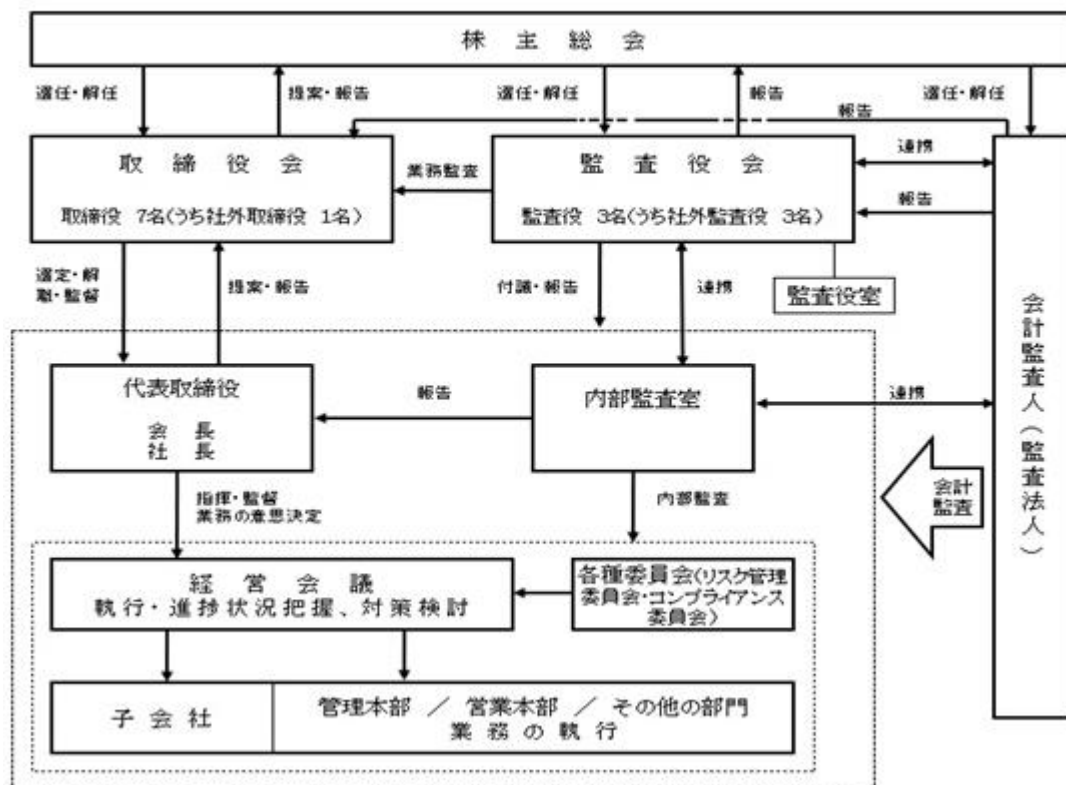 株主総会
選任・解任
提案・報告
選任・解任
報告
選任・解任
報告
取締役会
取締役 7名(うち社外取締役 1名)
業務監査
監査役会
監査役 3名(うち社外監査役 3名)
連携
報告
選定・解
職・監督
提案・報告
付議・報告
連携
監査役室
会計監査人(監査法人)
代表取締役
会長
社長
報告
内部監査室
連携
会計
監査
指揮・監督
業務の意思決定
内部監査
経営会議
執行・進捗状況把握、対策検討
各種委員会(リスク管理
委員会・コンプライアンス
委員会)
子会社
管理本部 / 営業本部 / その他の部門
業務の執行